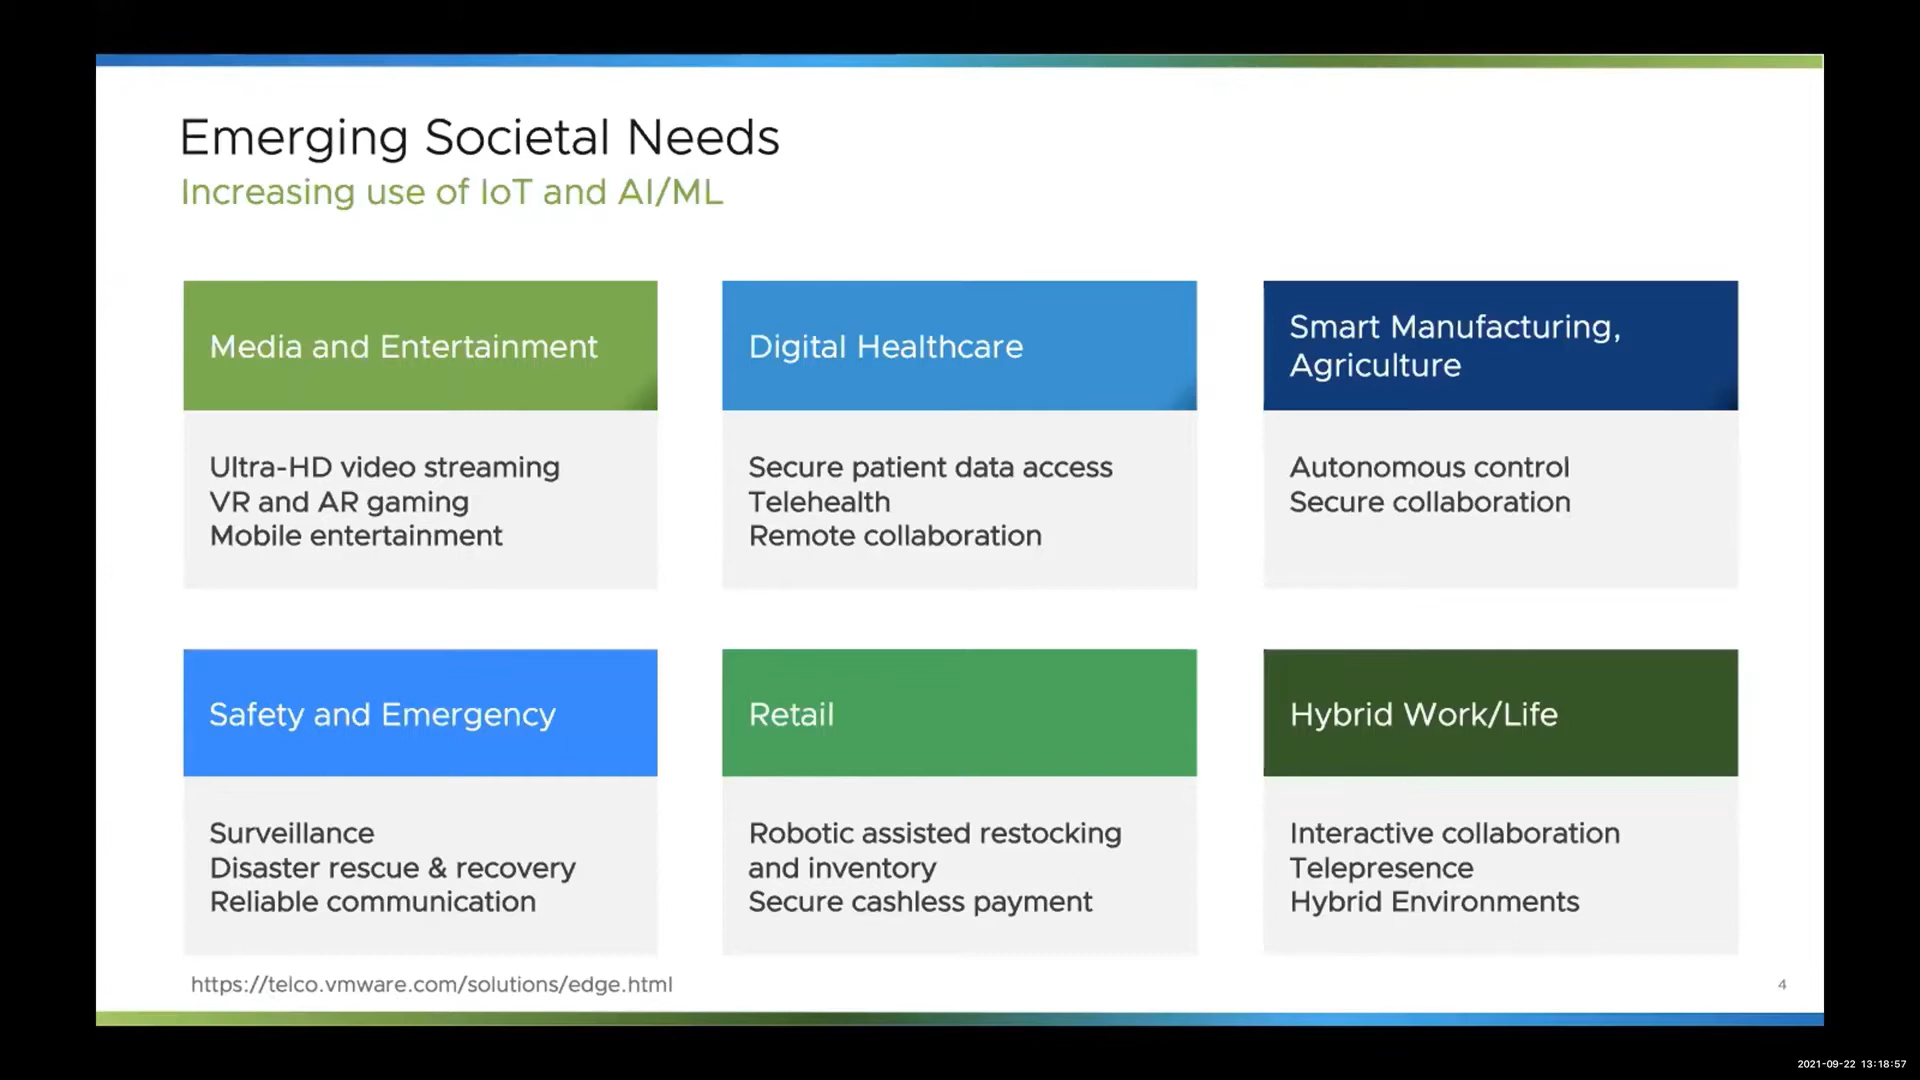 Emerging Societal Needs
Increasing use of IoT and AI/ML
Media and Entertainment
Ultra-HD video streaming
VR and AR gaming
Mobile entertainment
Digital Healthcare
Secure patient data access
Telehealth
Remote collaboration
Smart Manufacturing,
Agriculture
Autonomous control
Secure collaboration
Safety and Emergency
Surveillance
Disaster rescue & recovery
Reliable communication
Retail
Robotic assisted restocking
and inventory
Secure cashless payment
Hybrid Work/Life
Interactive collaboration
Telepresence
Hybrid Environments
https://telco.vmware.com/solutions/edge.html
4
2021-09-22 13:18:57